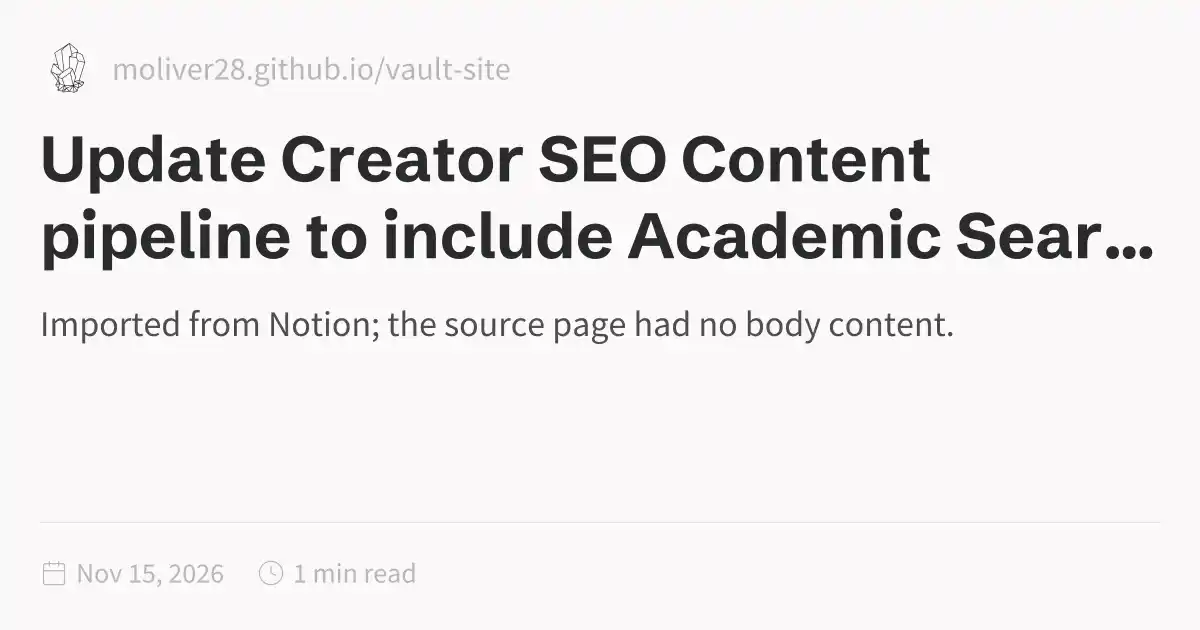 moliver28.github.io/vault-site
Update Creator SEO Content
pipeline to include Academic Sear...
Imported from Notion; the source page had no body content.
Nov 15, 2026 1 min read